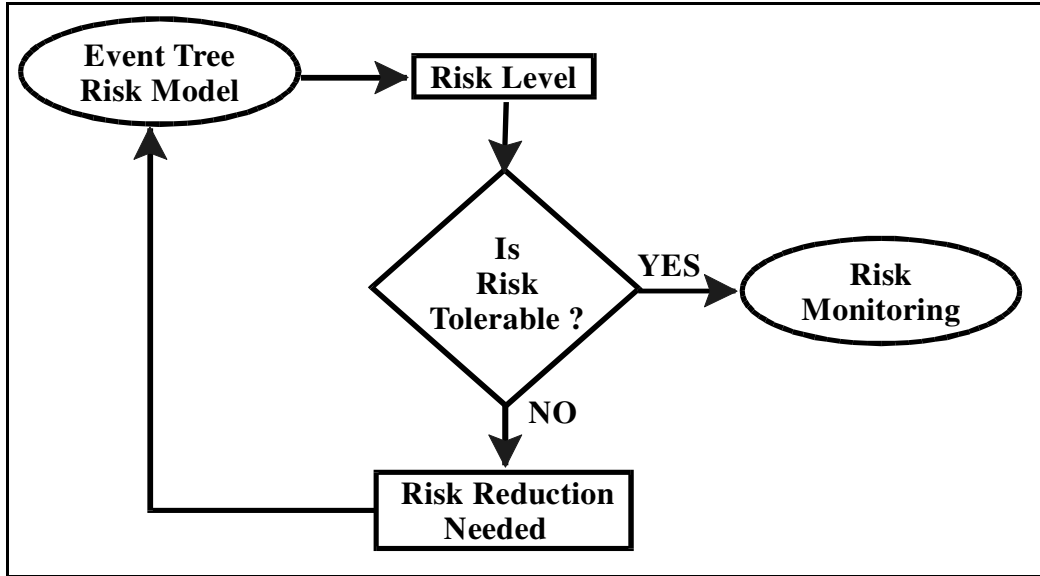 Event Tree
Risk Model
Risk Level
Is
Risk
Tolerable ?
YES
Risk
Monitoring
NO
Risk Reduction
Needed